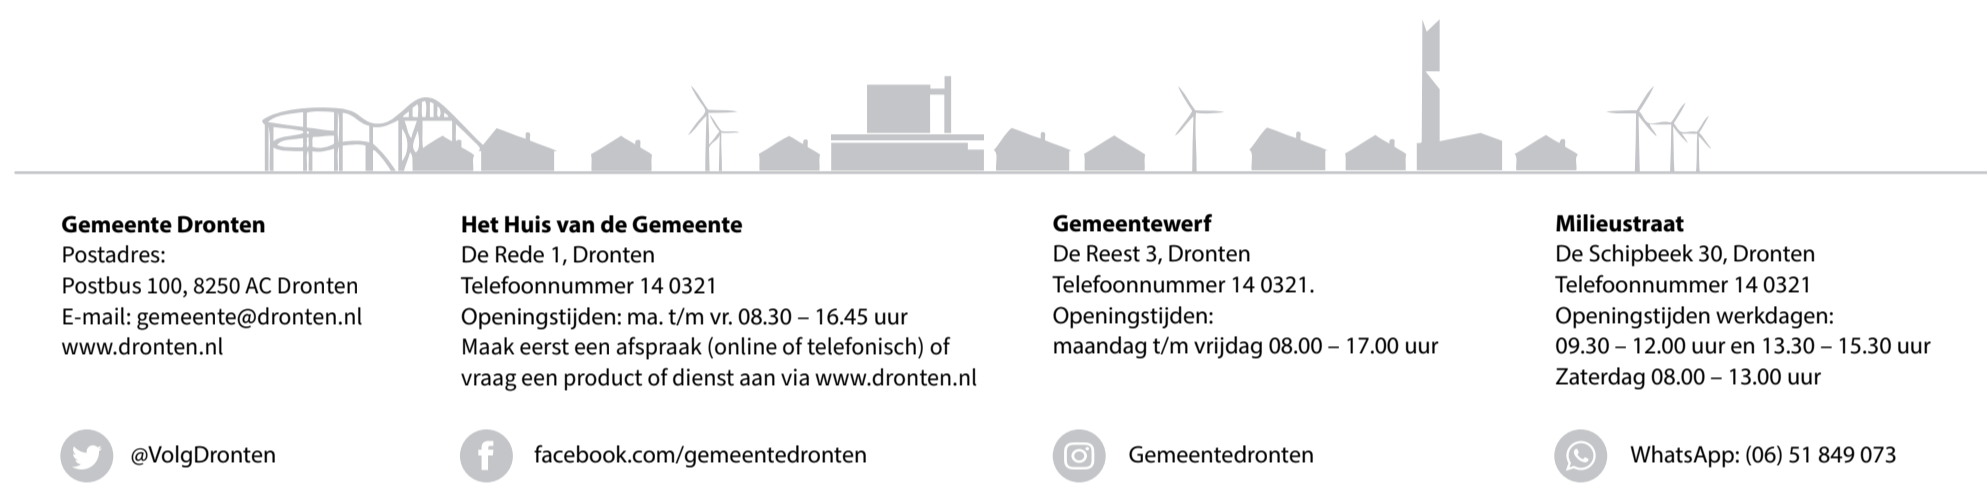 Gemeente Dronten
Postadres:
Postbus 100, 8250 AC Dronten
E-mail: gemeente@dronten.nl
www.dronten.nl
Het Huis van de Gemeente
De Rede 1, Dronten
Telefoonnummer 14 0321
Openingstijden: ma. t/m vr. 08.30 – 16.45 uur
Maak eerst een afspraak (online of telefonisch) of
vraag een product of dienst aan via www.dronten.nl
Gemeentewerf
De Reest 3, Dronten
Telefoonnummer 14 0321.
Openingstijden:
maandag t/m vrijdag 08.00 – 17.00 uur
Milieustraat
De Schipbeek 30, Dronten
Telefoonnummer 14 0321
Openingstijden werkdagen:
09.30 – 12.00 uur en 13.30 – 15.30 uur
Zaterdag 08.00 – 13.00 uur
@VolgDronten
facebook.com/gemeentedronten
Gemeentedronten
WhatsApp: (06) 51 849 073